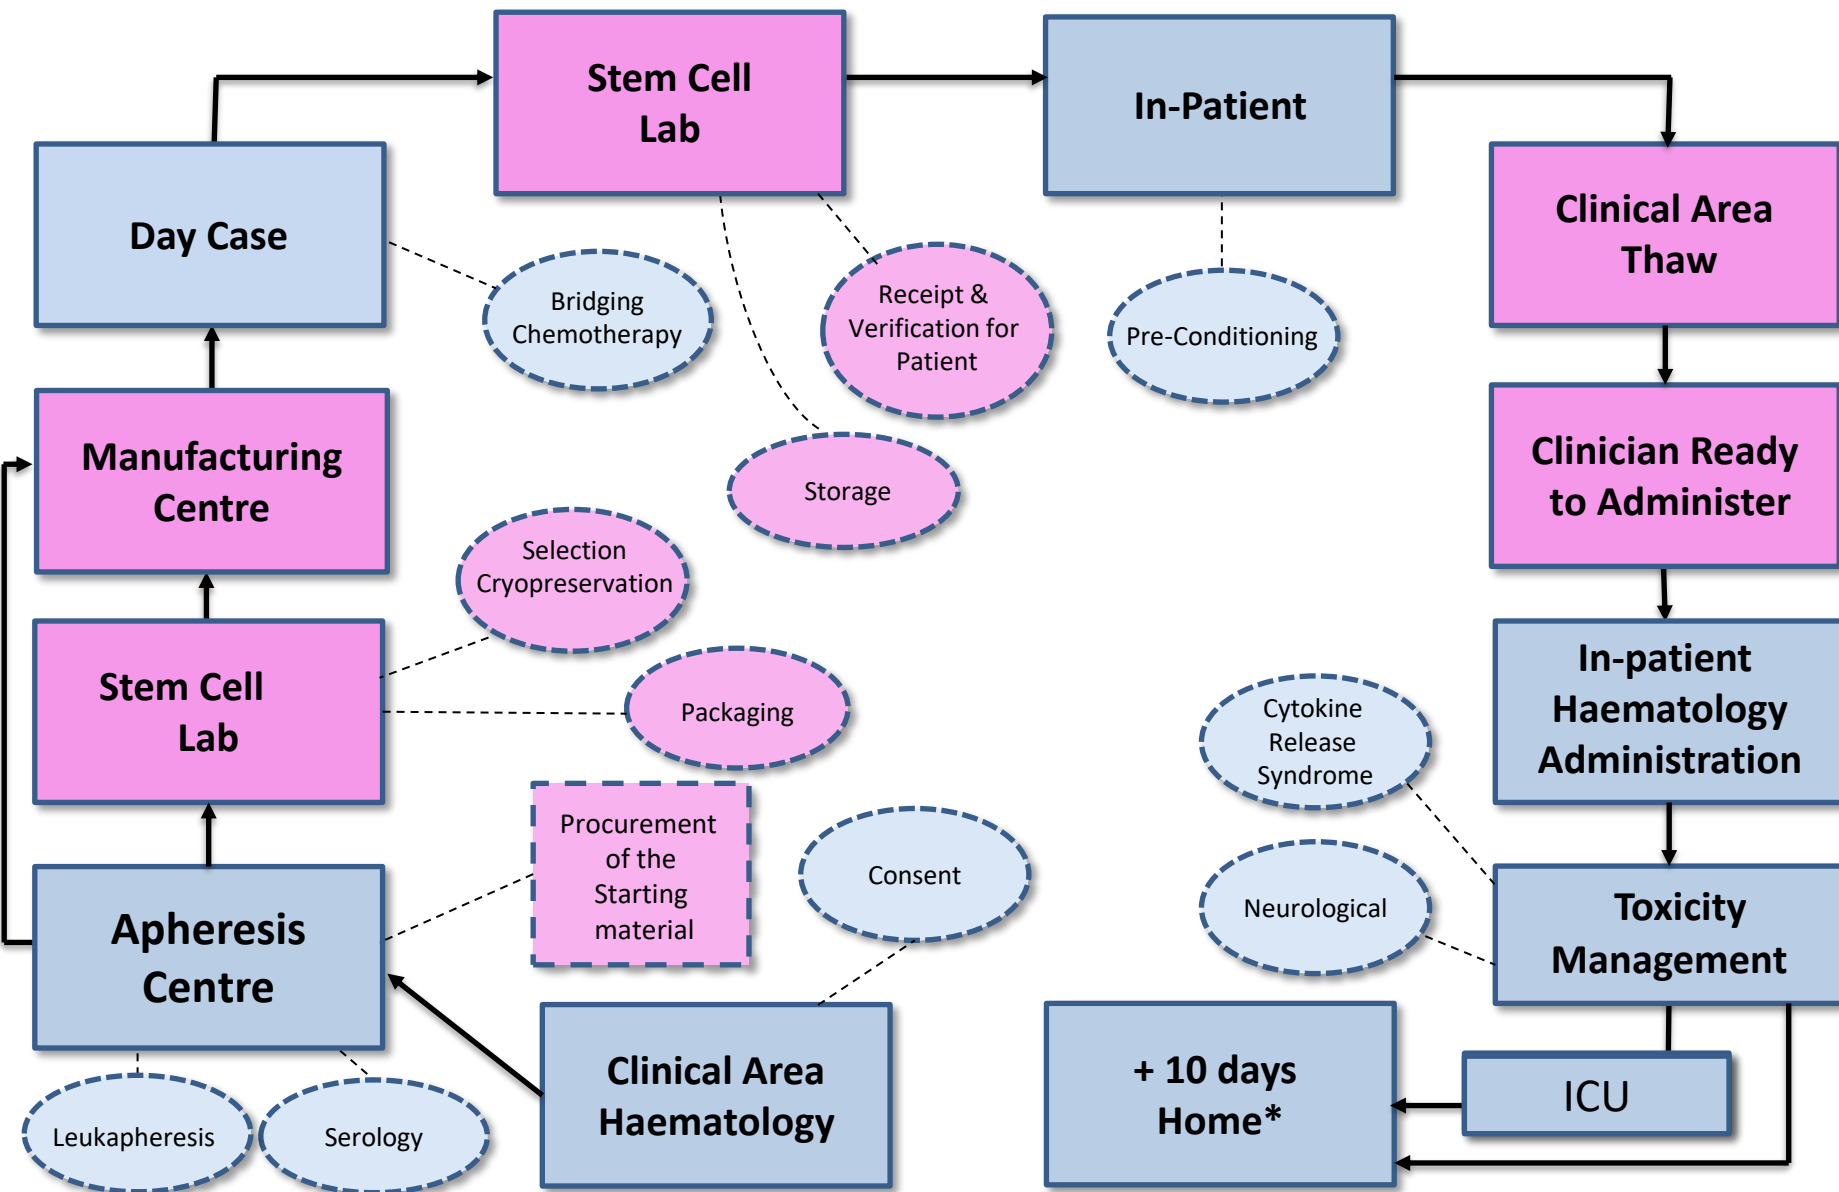 Stem Cell
Lab
In-Patient
Day Case
Clinical Area
Thaw
Bridging
Chemotherapy
Receipt &
Verification for
Patient
Pre-Conditioning
Manufacturing
Centre
Storage
Clinician Ready
to Administer
Selection
Cryopreservation
Stem Cell
Lab
Packaging
In-patient
Haematology
Administration
Cytokine
Release
Syndrome
Procurement
of the
Starting
material
Consent
Neurological
Toxicity
Management
Apheresis
Centre
Clinical Area
Haematology
+ 10 days
Home*
ICU
Leukapheresis
Serology